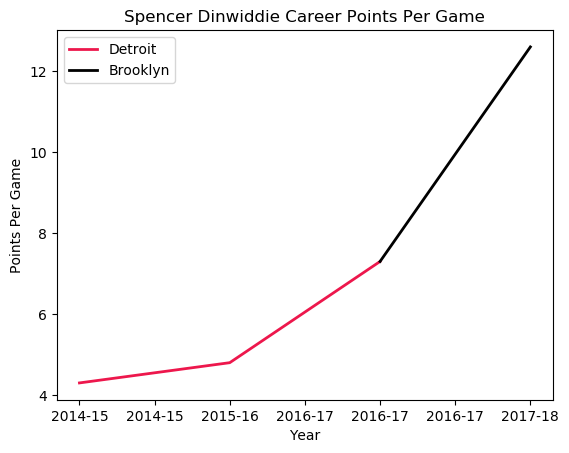 Spencer Dinwiddie Career Points Per Game
Detroit
Brooklyn
Points Per Game
12
10
8
6
4
2014-15 2014-15 2015-16 2016-17 2016-17 2016-17 2017-18
Year